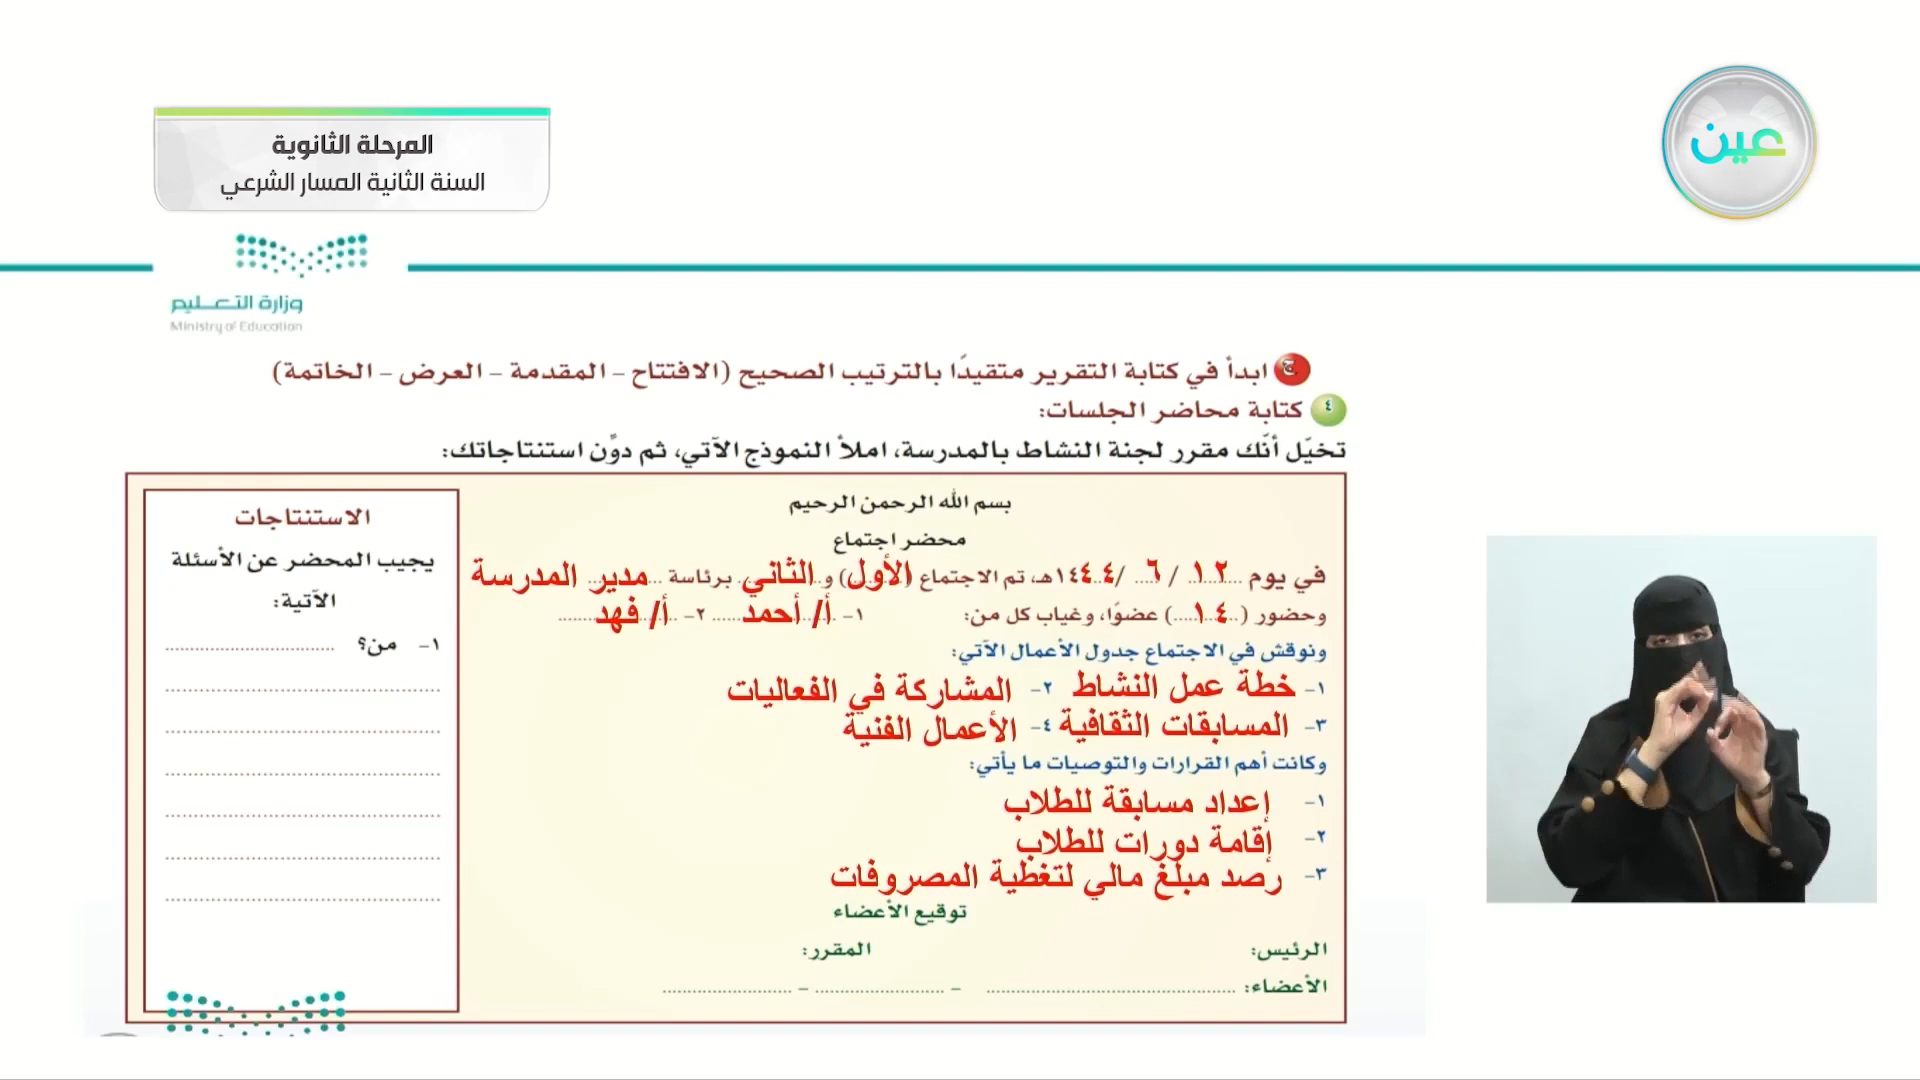 عين
المرحلة الثانوية
السنة الثانية المسار الشرعي
وزارة التعليم
Ministry of Education
ج ابدأ في كتابة التقرير متقيدًا بالترتيب الصحيح (الافتتاح – المقدمة – العرض – الخاتمة)
٤ كتابة محاضر الجلسات:
تخيّل أنّك مقرر لجنة النشاط بالمدرسة، املأ النموذج الآتي، ثم دوِّن استنتاجاتك:
بسم الله الرحمن الرحيم
محضر اجتماع
في يوم ١٢ / ٦ / ١٤٤٤هـ، تم الاجتماع (الأول) و الثاني برئاسة مدير المدرسة
وحضور (١٤) عضوًا، وغياب كل من: ١- أ/ أحمد ٢- أ/ فهد
ونوقش في الاجتماع جدول الأعمال الآتي:
١- خطة عمل النشاط ٢- المشاركة في الفعاليات
٣- المسابقات الثقافية ٤- الأعمال الفنية
وكانت أهم القرارات والتوصيات ما يأتي:
١- إعداد مسابقة للطلاب
٢- إقامة دورات للطلاب
٣- رصد مبلغ مالي لتغطية المصروفات
توقيع الأعضاء
الرئيس: المقرر:
الأعضاء: – –
الاستنتاجات
يجيب المحضر عن الأسئلة
الآتية:
١- من؟